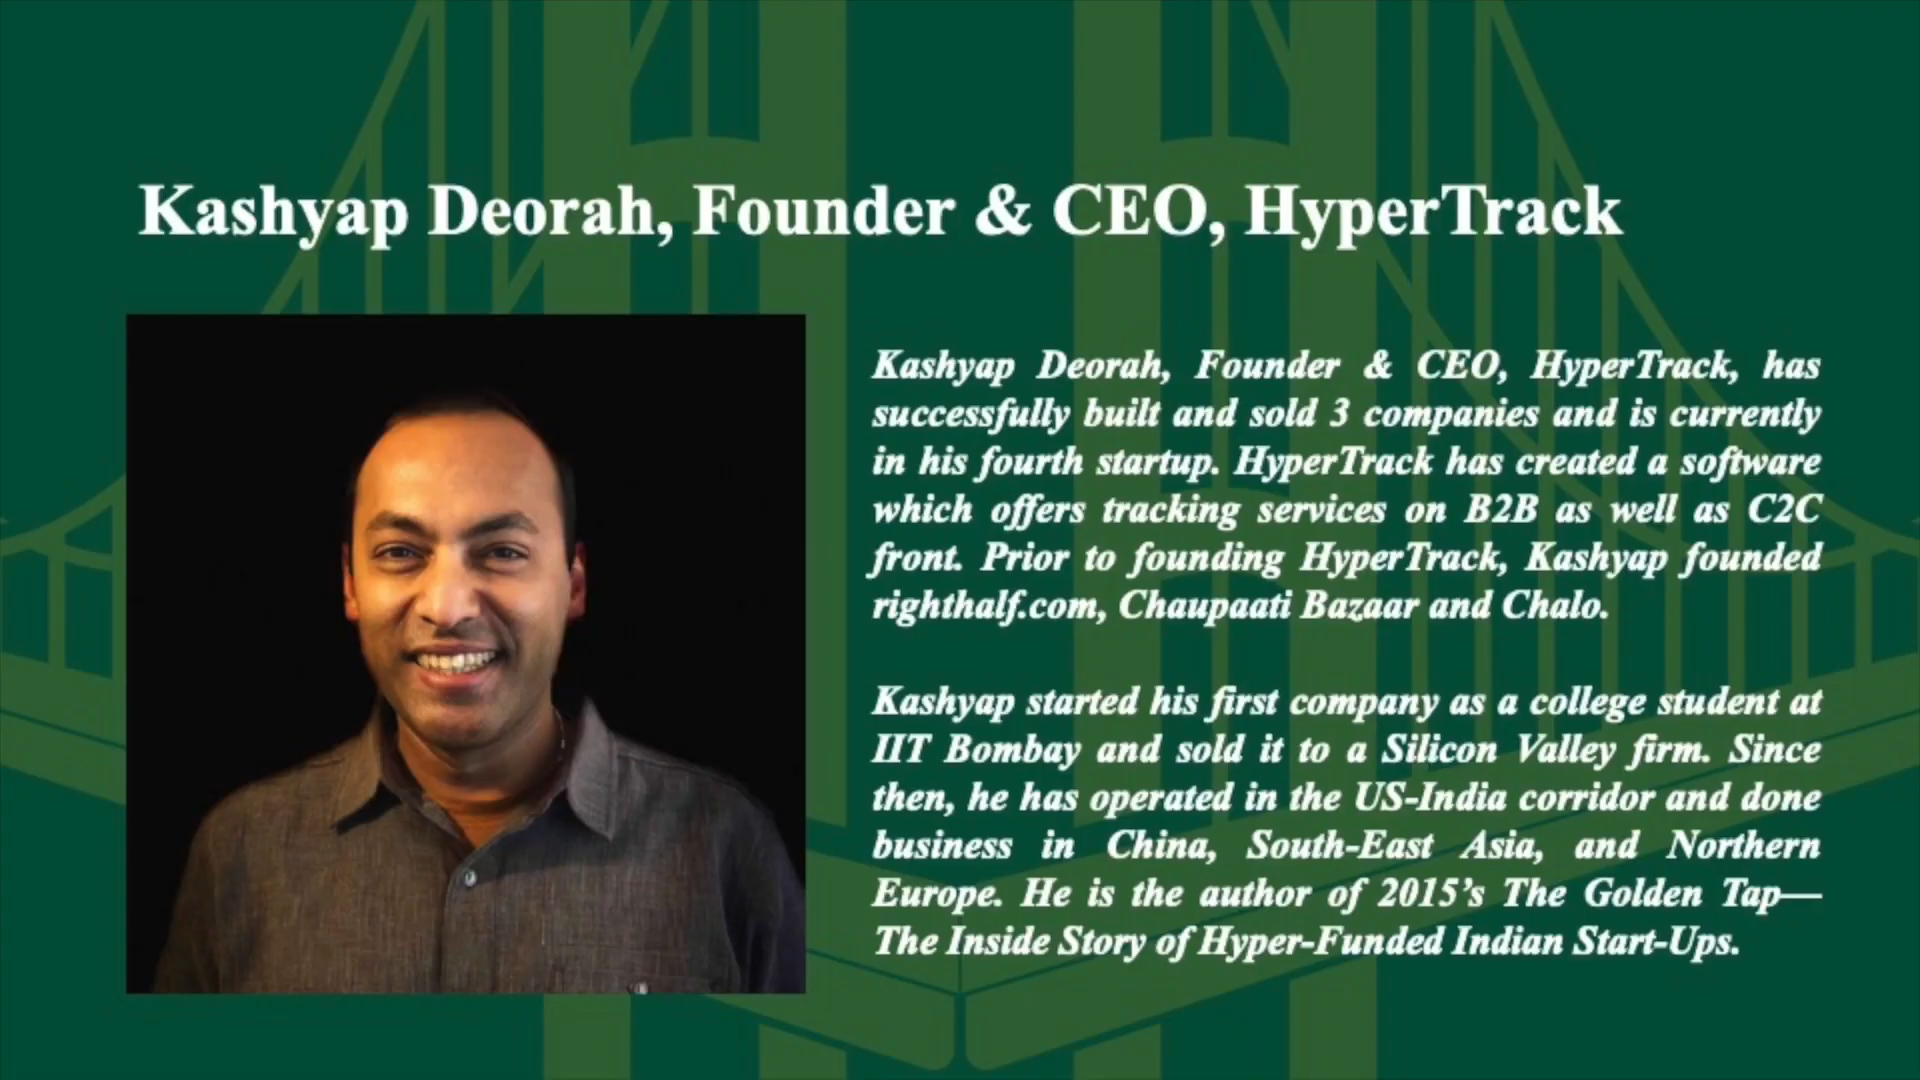 Kashyap Deorah, Founder & CEO, HyperTrack
Kashyap Deorah, Founder & CEO, HyperTrack, has
successfully built and sold 3 companies and is currently
in his fourth startup. HyperTrack has created a software
which offers tracking services on B2B as well as C2C
front. Prior to founding HyperTrack, Kashyap founded
righthalf.com, Chaupaati Bazaar and Chalo.
Kashyap started his first company as a college student at
IIT Bombay and sold it to a Silicon Valley firm. Since
then, he has operated in the US-India corridor and done
business in China, South-East Asia, and Northern
Europe. He is the author of 2015’s The Golden Tap—
The Inside Story of Hyper-Funded Indian Start-Ups.